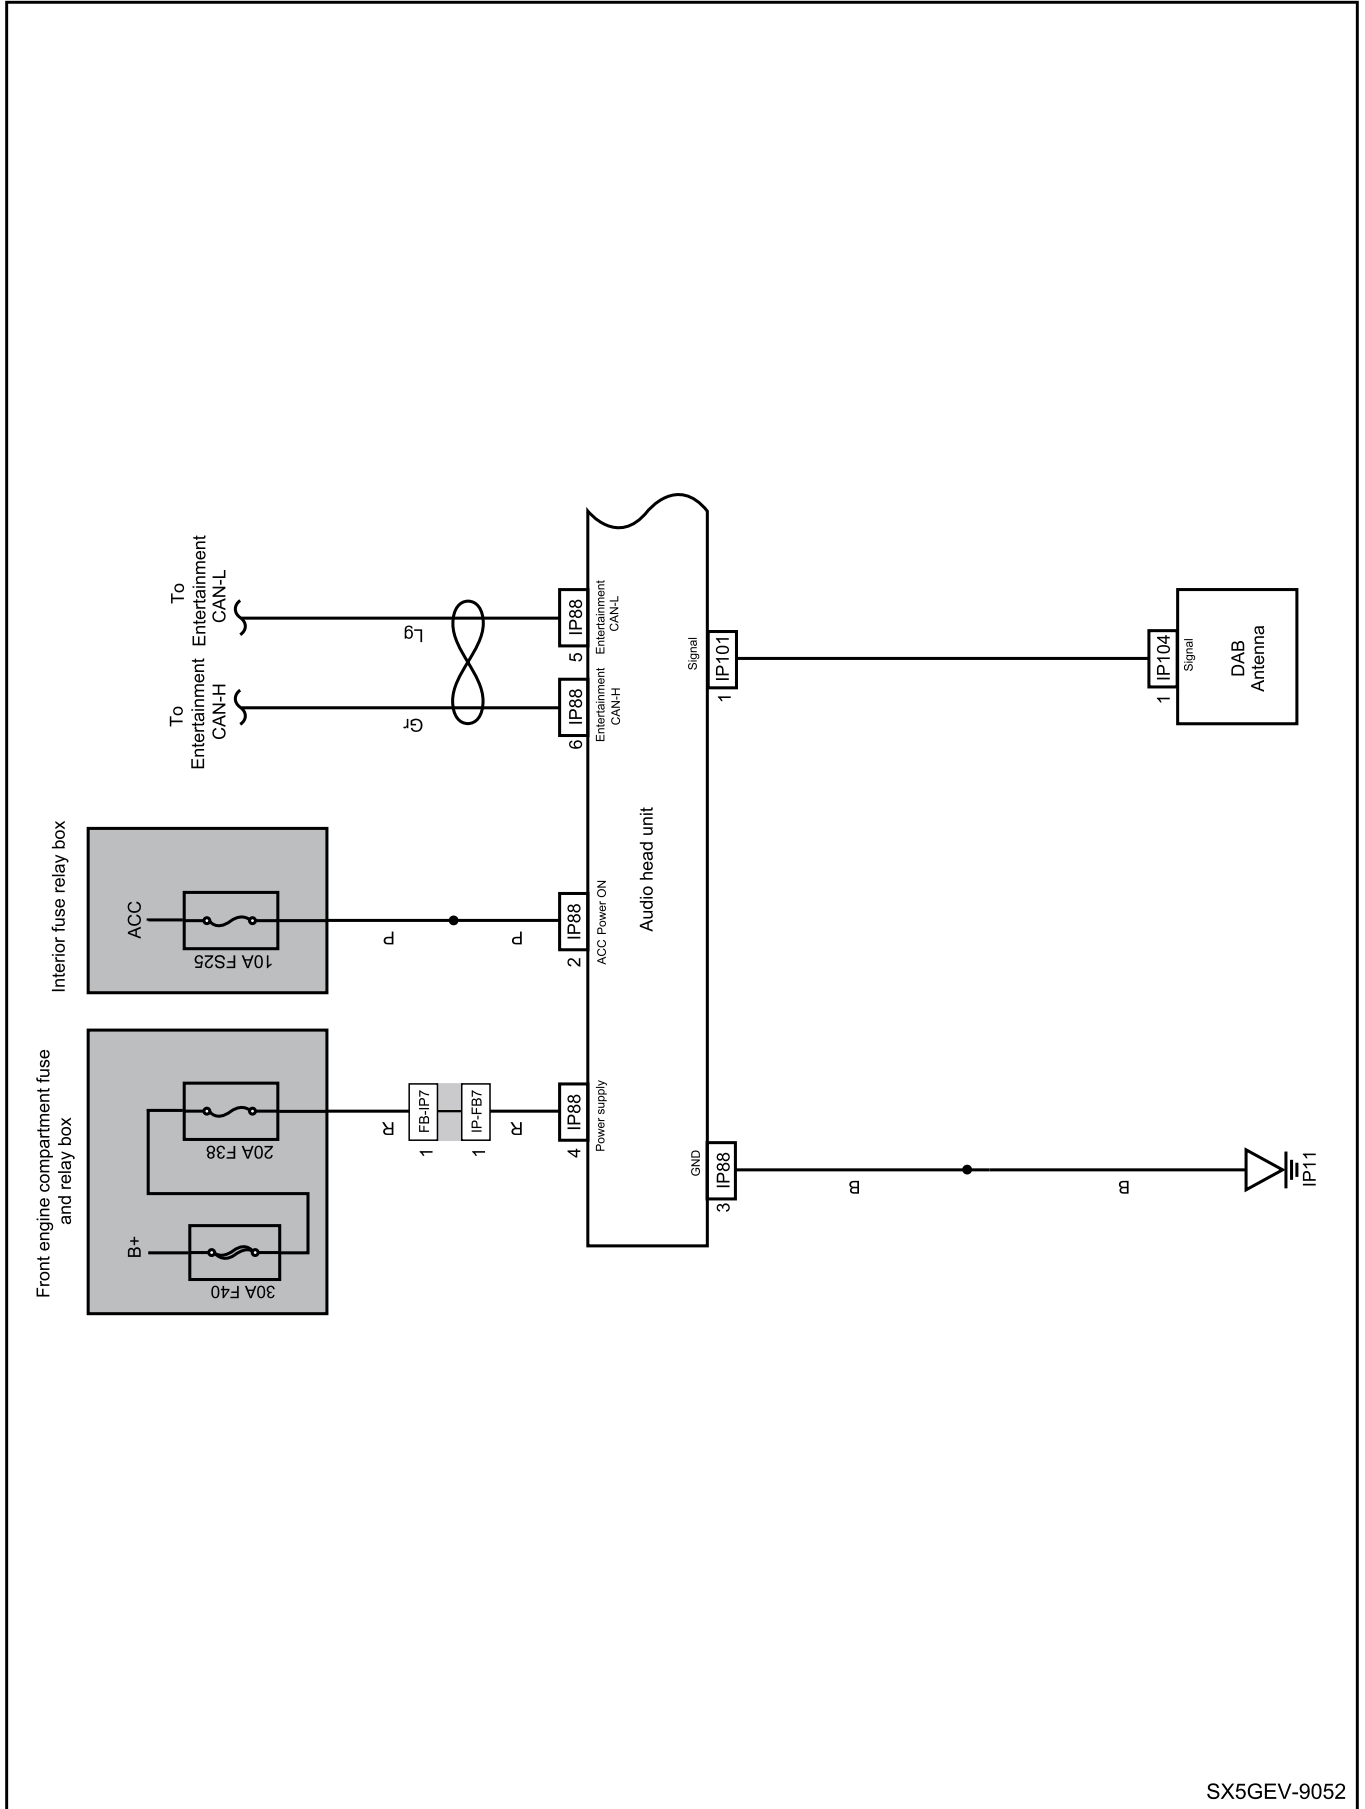 Front engine compartment fuse
and relay box
B+
30A F40
20A F38
Interior fuse relay box
ACC
10A FS25
To
Entertainment
CAN-H
To
Entertainment
CAN-L
R
1
FB-IP7
1
IP-FB7
R
P
P
Gr
Lg
4
IP88
Power supply
2
IP88
ACC Power ON
6
IP88
Entertainment
CAN-H
5
IP88
Entertainment
CAN-L
Audio head unit
GND
3
IP88
Signal
1
IP101
B
B
IP11
1
IP104
Signal
DAB
Antenna
SX5GEV-9052